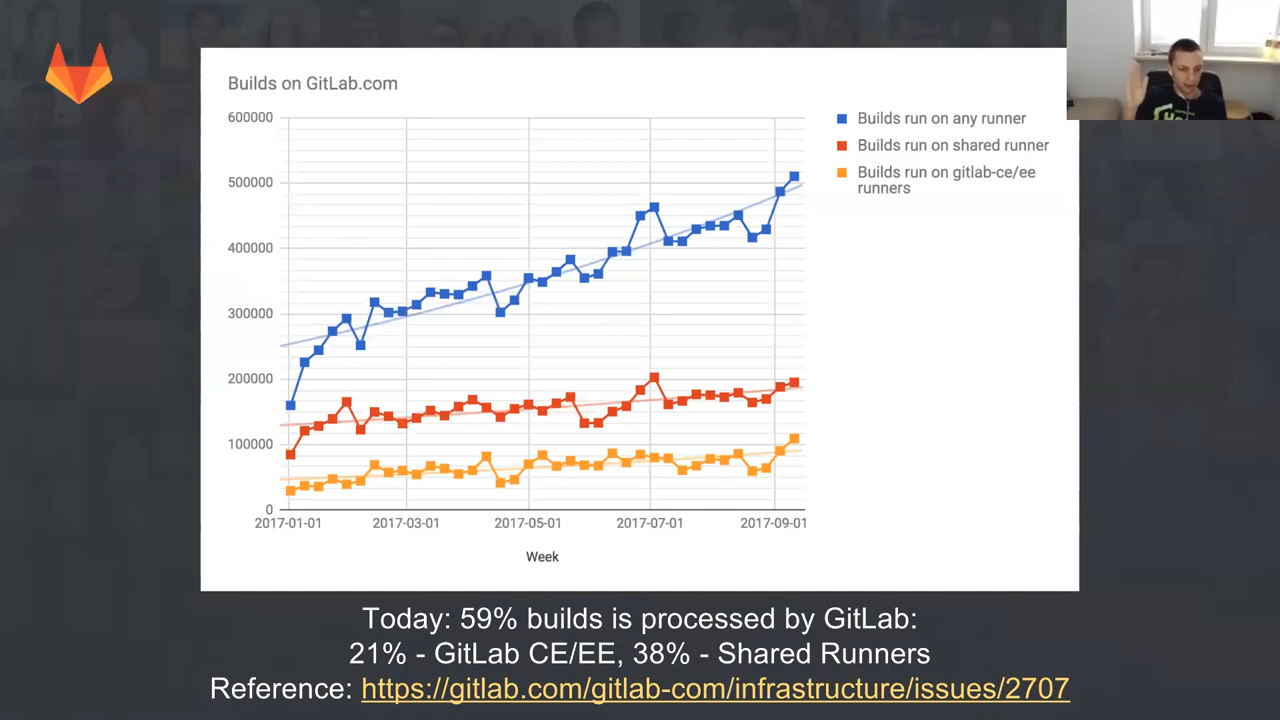 Builds on GitLab.com
600000
500000
400000
300000
200000
100000
0
2017-01-01 2017-03-01 2017-05-01 2017-07-01 2017-09-01
Week
Builds run on any runner
Builds run on shared runner
Builds run on gitlab-ce/ee
runners
Today: 59% builds is processed by GitLab:
21% - GitLab CE/EE, 38% - Shared Runners
Reference: https://gitlab.com/gitlab-com/infrastructure/issues/2707